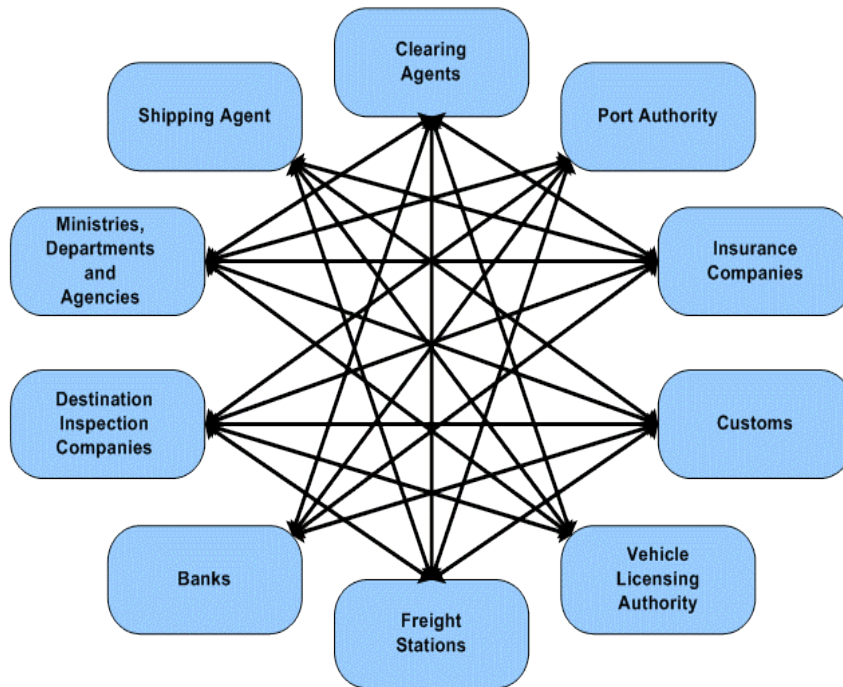 Clearing
Agents
Shipping Agent
Port Authority
Ministries,
Departments
and
Agencies
Insurance
Companies
Destination
Inspection
Companies
Customs
Banks
Vehicle
Licensing
Authority
Freight
Stations